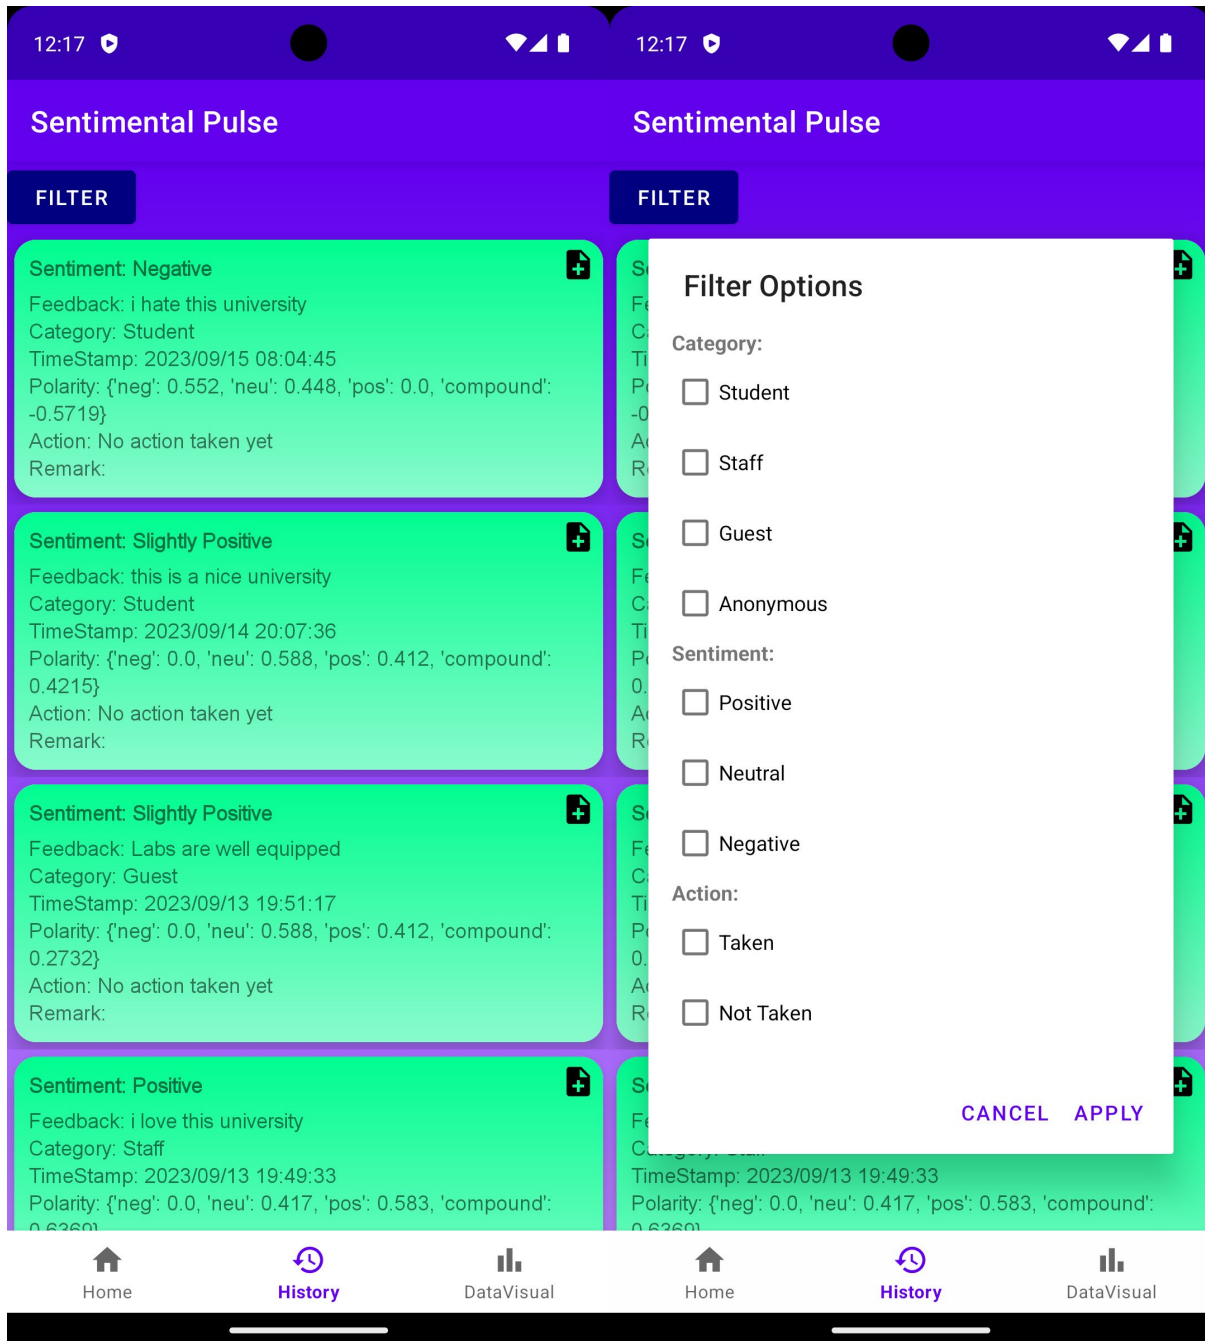 12:17
Sentimental Pulse
FILTER
Sentiment: Negative
Feedback: i hate this university
Category: Student
TimeStamp: 2023/09/15 08:04:45
Polarity: {'neg': 0.552, 'neu': 0.448, 'pos': 0.0, 'compound':
-0.5719}
Action: No action taken yet
Remark:
Sentiment: Slightly Positive
Feedback: this is a nice university
Category: Student
TimeStamp: 2023/09/14 20:07:36
Polarity: {'neg': 0.0, 'neu': 0.588, 'pos': 0.412, 'compound':
0.4215}
Action: No action taken yet
Remark:
Sentiment: Slightly Positive
Feedback: Labs are well equipped
Category: Guest
TimeStamp: 2023/09/13 19:51:17
Polarity: {'neg': 0.0, 'neu': 0.588, 'pos': 0.412, 'compound':
0.2732}
Action: No action taken yet
Remark:
Sentiment: Positive
Feedback: i love this university
Category: Staff
TimeStamp: 2023/09/13 19:49:33
Polarity: {'neg': 0.0, 'neu': 0.417, 'pos': 0.583, 'compound':
0.6369}
Home
History
DataVisual
12:17
Sentimental Pulse
FILTER
Filter Options
Category:
Student
Staff
Guest
Anonymous
Sentiment:
Positive
Neutral
Negative
Action:
Taken
Not Taken
CANCEL APPLY
TimeStamp: 2023/09/13 19:49:33
Polarity: {'neg': 0.0, 'neu': 0.417, 'pos': 0.583, 'compound':
0.6369}
Home
History
DataVisual